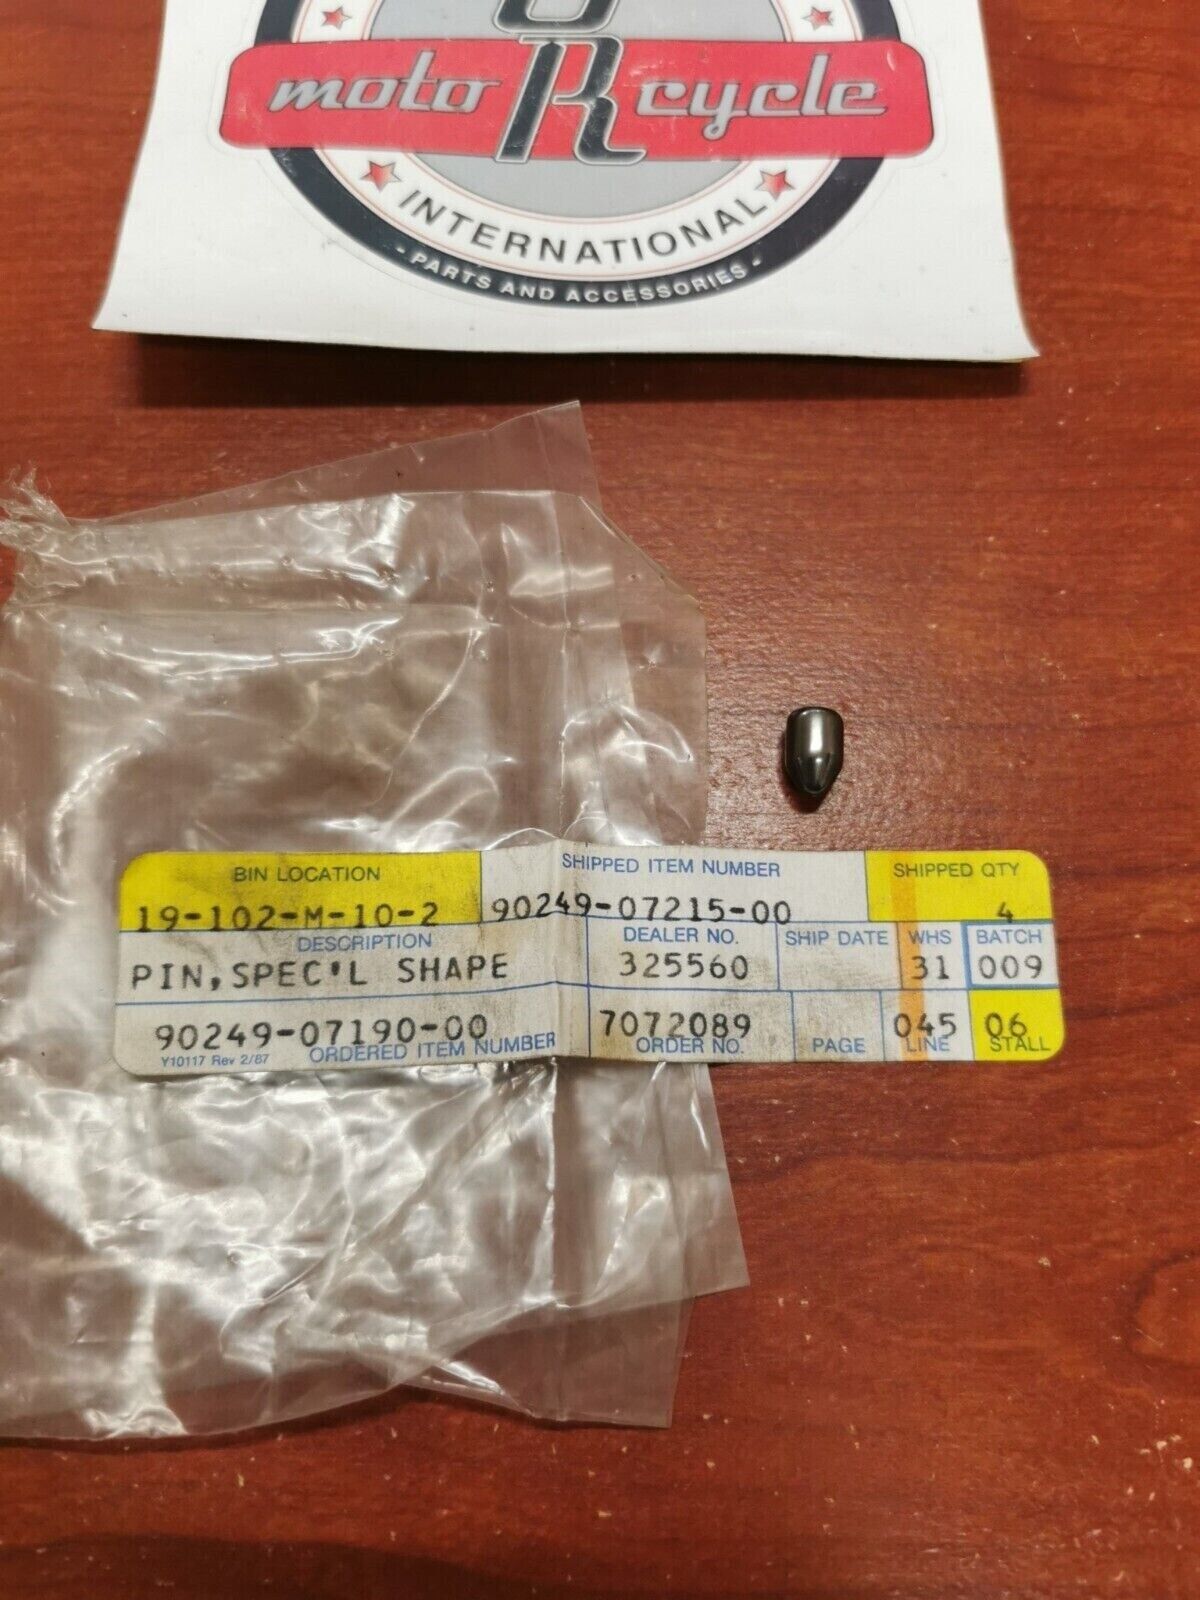 moto R cycle
INTERNATIONAL
- PARTS AND ACCESSORIES -
BIN LOCATION
19-102-M-10-2
SHIPPED ITEM NUMBER
90249-07215-00
SHIPPED QTY
4
DESCRIPTION
PIN,SPEC'L SHAPE
DEALER NO.
325560
SHIP DATE
WHS
31
BATCH
009
90249-07190-00
Y10117 Rev 2/87 ORDERED ITEM NUMBER
7072089
ORDER NO.
PAGE
045
LINE
06
STALL